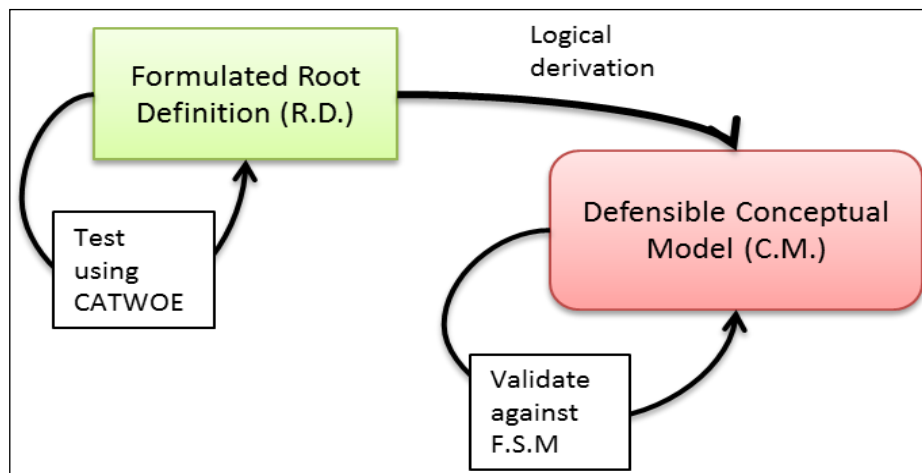 Formulated Root
Definition (R.D.)
Logical
derivation
Test
using
CATWOE
Defensible Conceptual
Model (C.M.)
Validate
against
F.S.M